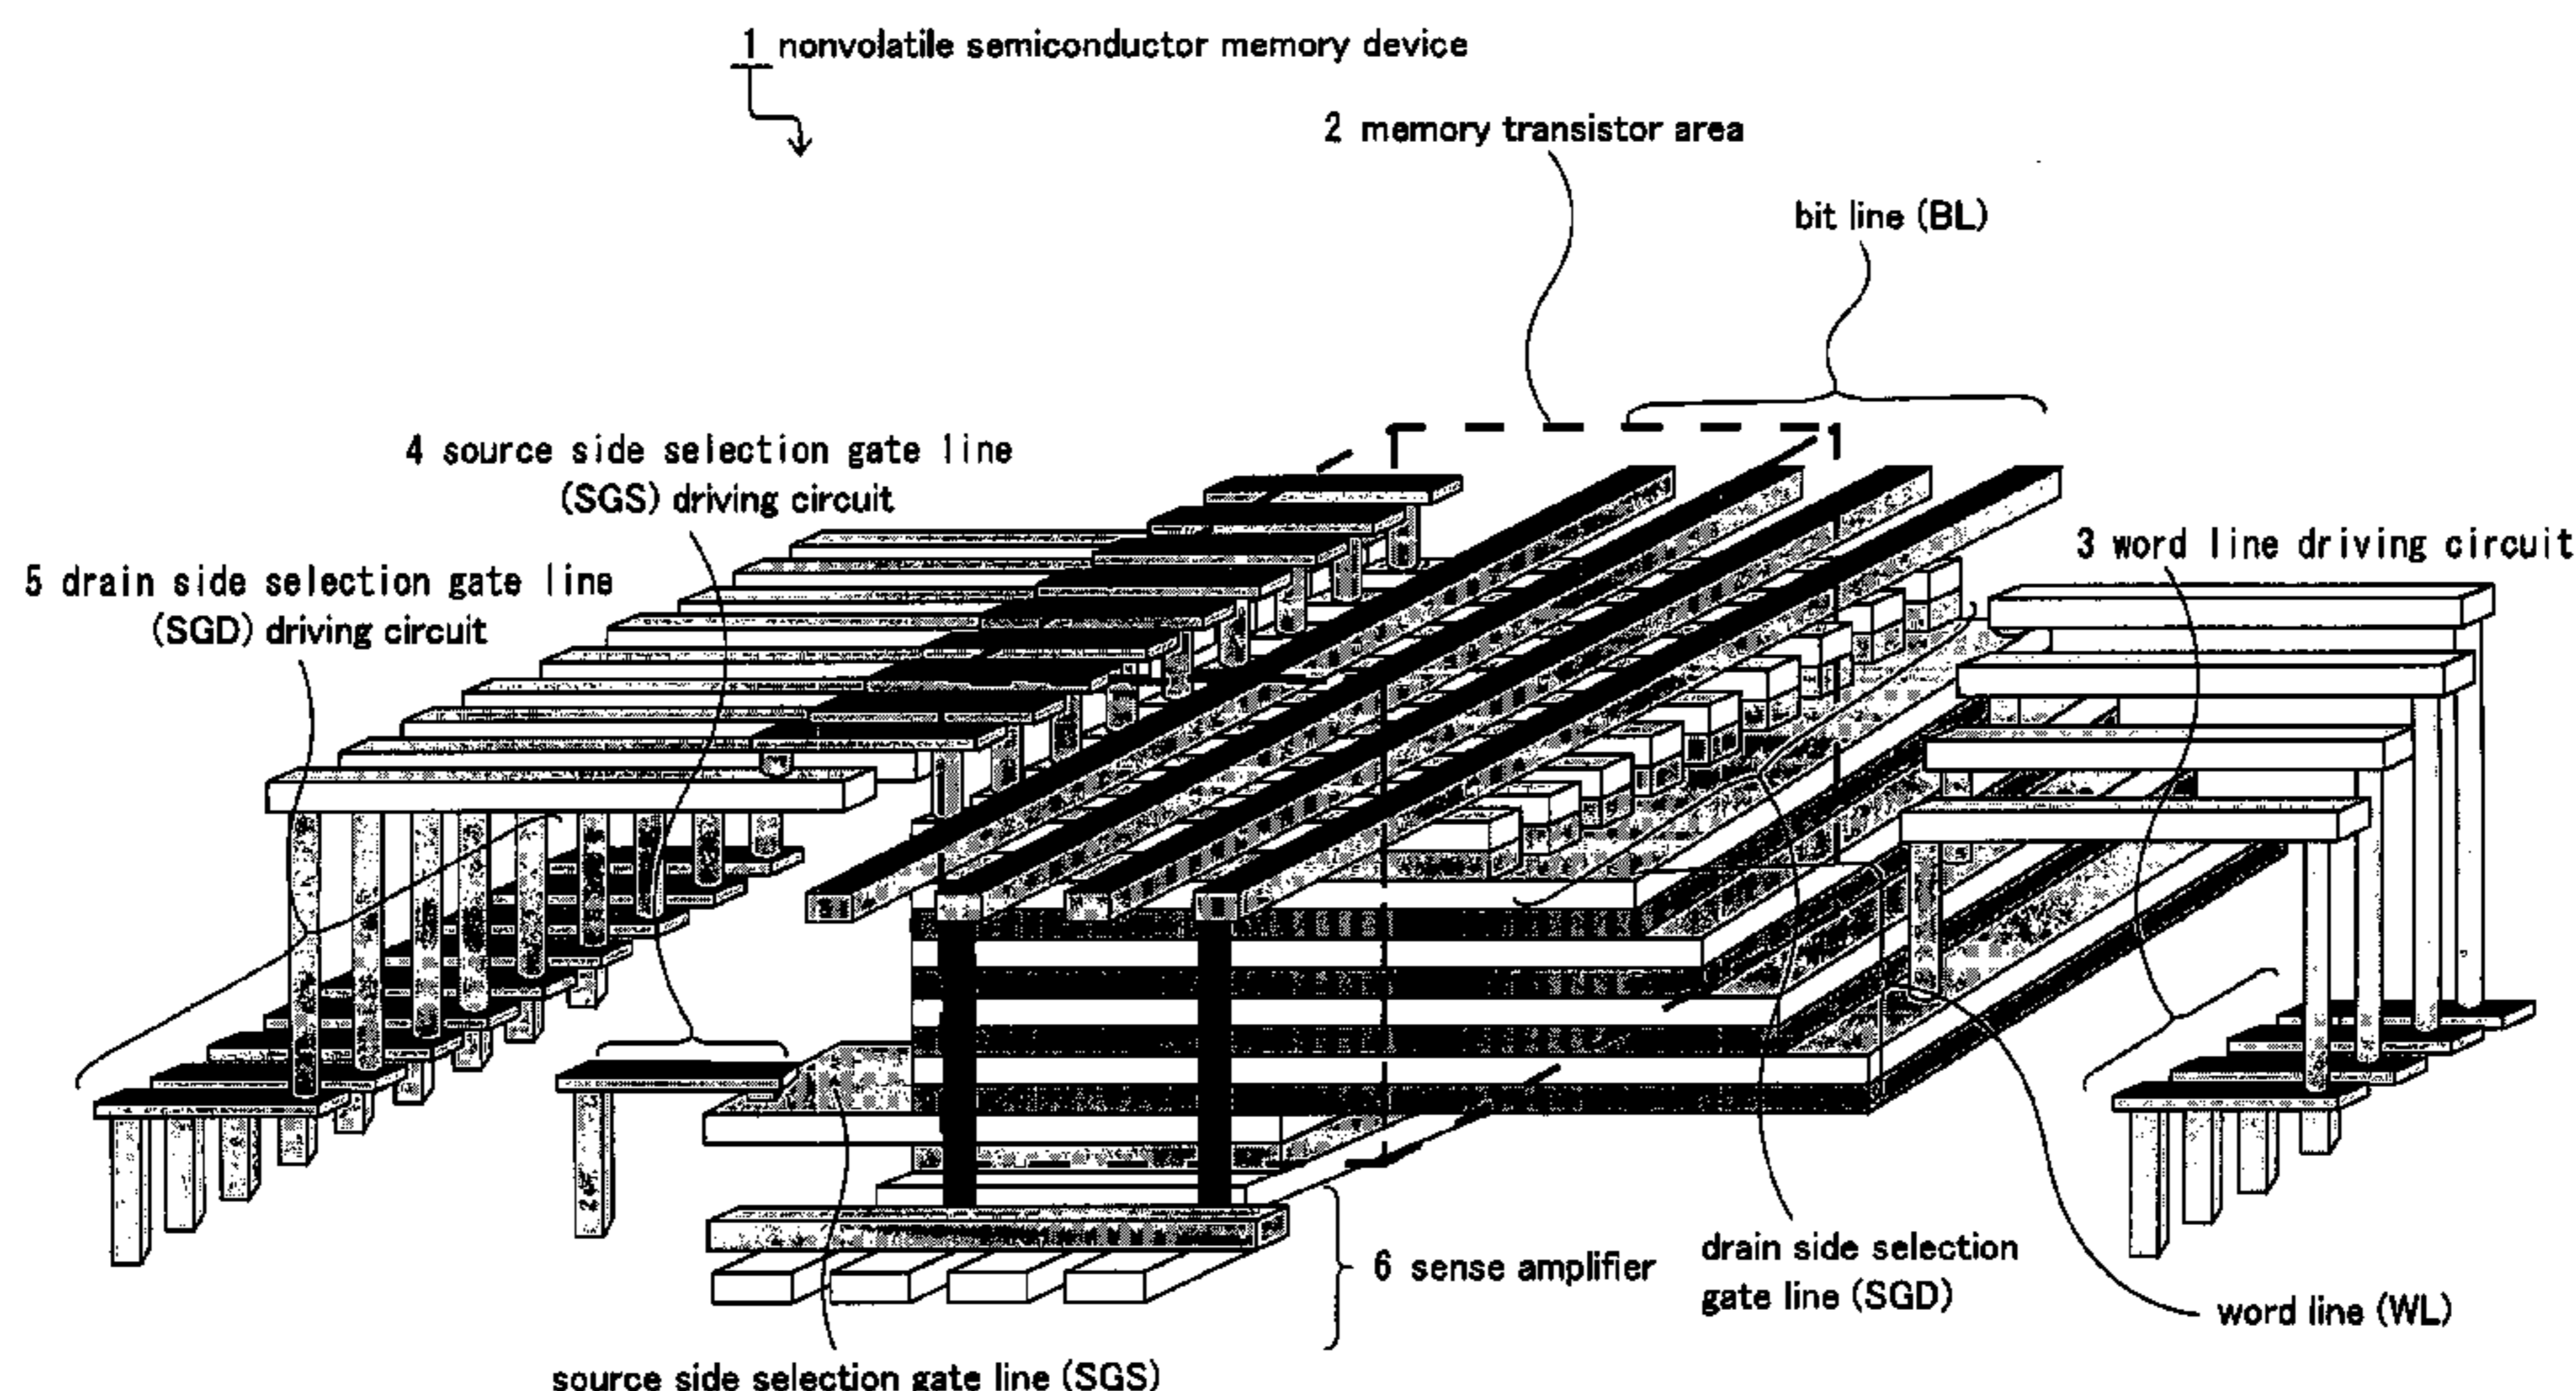 1 nonvolatile semiconductor memory device
2 memory transistor area
bit line (BL)
4 source side selection gate line
(SGS) driving circuit
3 word line driving circuit
5 drain side selection gate line
(SGD) driving circuit
6 sense amplifier
drain side selection
gate line (SGD)
word line (WL)
source side selection gate line (SGS)